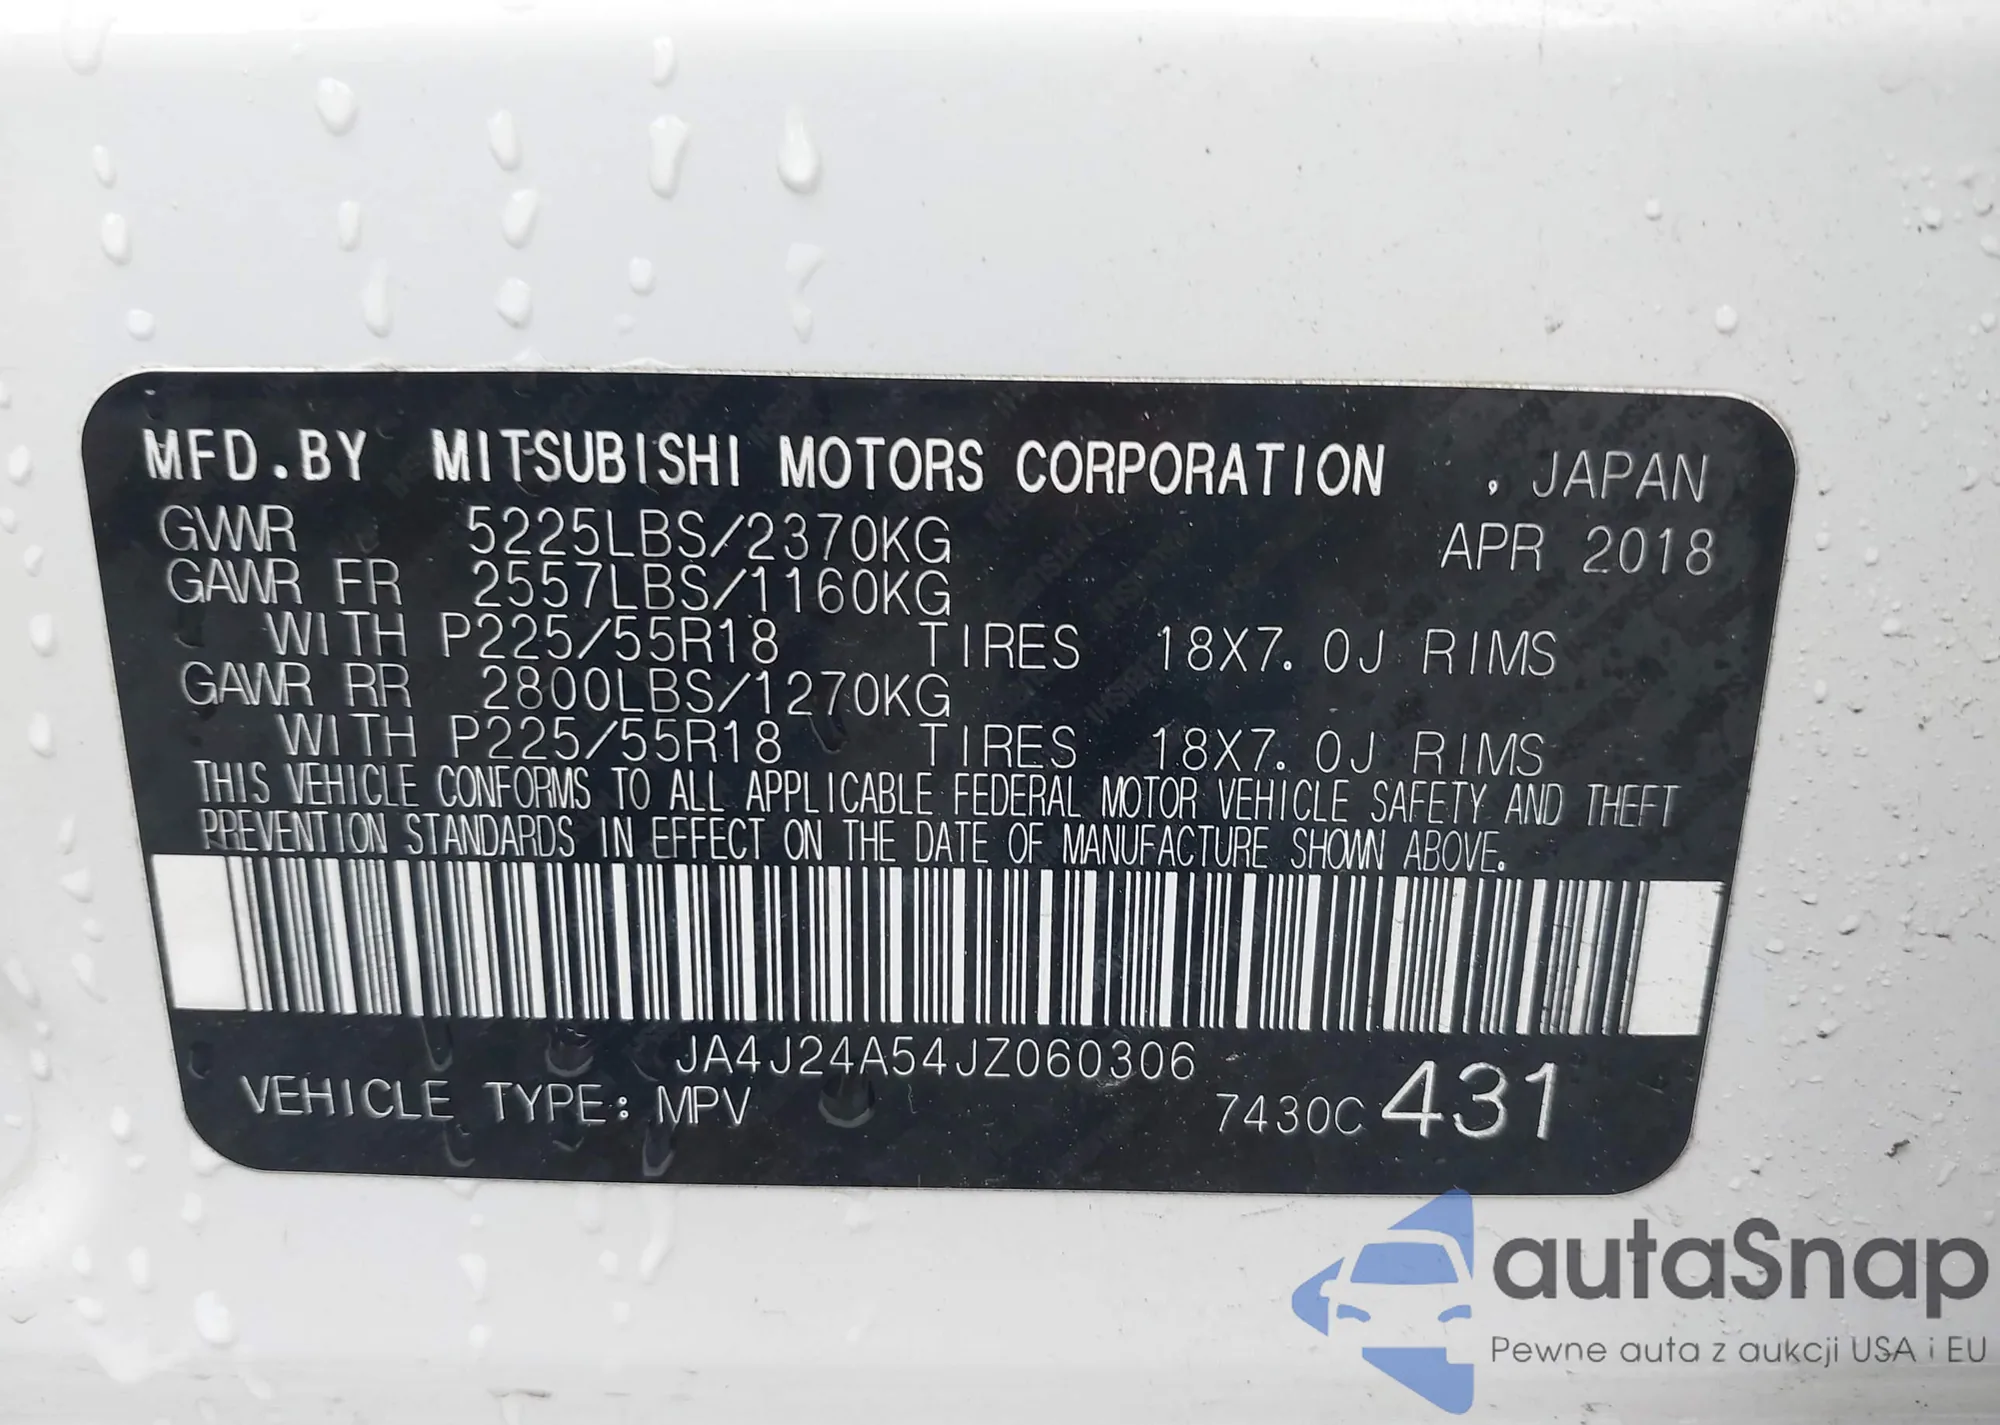 MFD.BY MITSUBISHI MOTORS CORPORATION , JAPAN
GVWR 5225LBS/2370KG APR 2018
GAWR FR 2557LBS/1160KG
WITH P225/55R18 TIRES 18X7.0J RIMS
GAWR RR 2800LBS/1270KG
WITH P225/55R18 TIRES 18X7.0J RIMS
THIS VEHICLE CONFORMS TO ALL APPLICABLE FEDERAL MOTOR VEHICLE SAFETY AND THEFT
PREVENTION STANDARDS IN EFFECT ON THE DATE OF MANUFACTURE SHOWN ABOVE.
JA4J24A54JZ060306
VEHICLE TYPE: MPV 7430C 431
autaSnap
Pewne auta z aukcji USA i EU